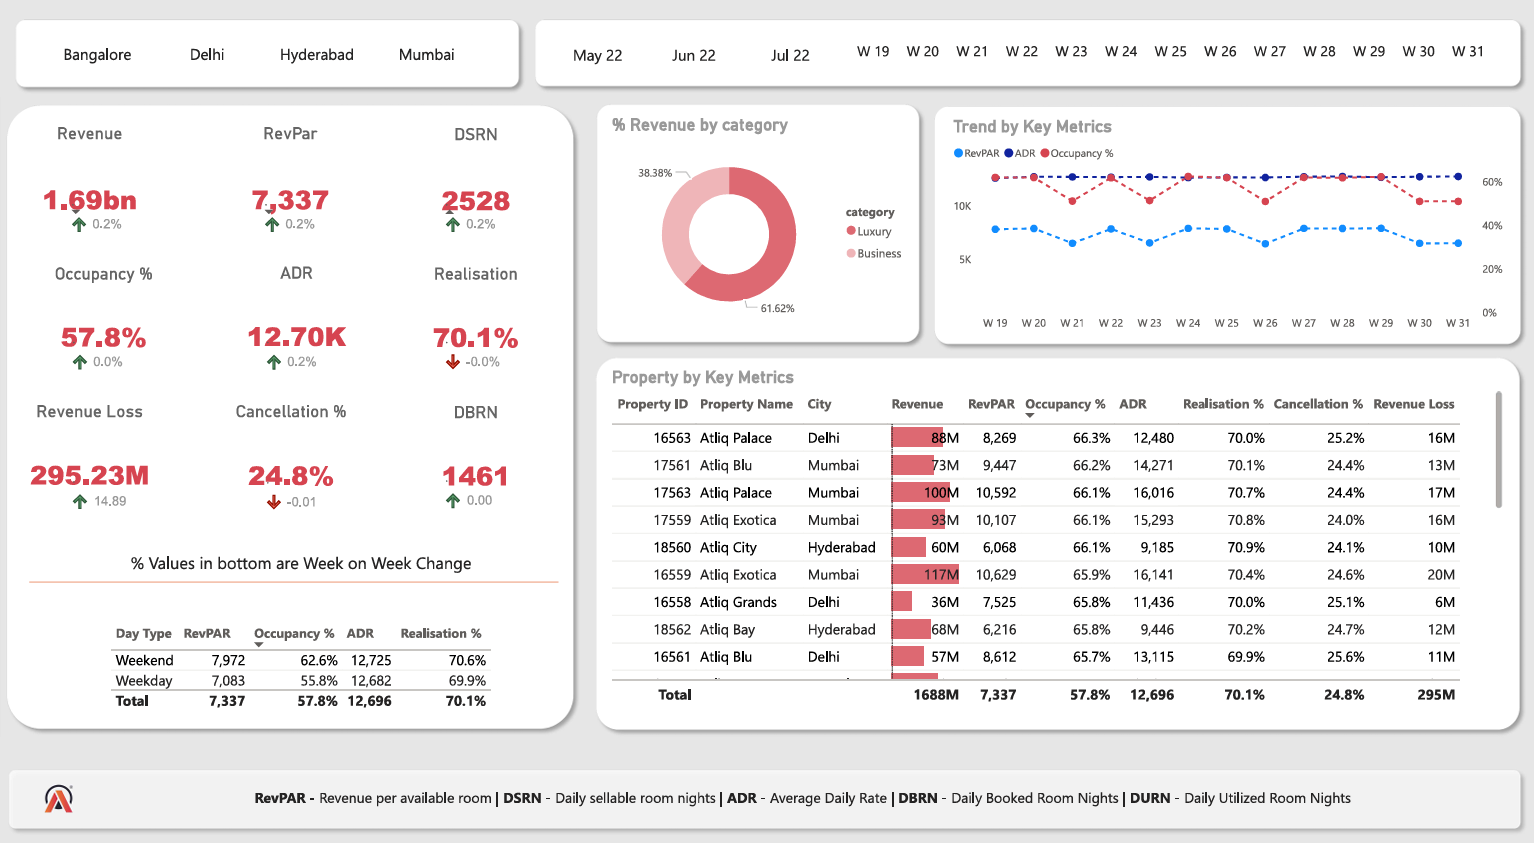 Bangalore Delhi Hyderabad Mumbai
May 22 Jun 22 Jul 22 W 19 W 20 W 21 W 22 W 23 W 24 W 25 W 26 W 27 W 28 W 29 W 30 W 31
Revenue RevPar DSRN
1.69bn 7,337 2528
0.2% 0.2% 0.2%
Occupancy % ADR Realisation
57.8% 12.70K 70.1%
0.0% 0.2% -0.0%
Revenue Loss Cancellation % DBRN
295.23M 24.8% 1461
14.89 -0.01 0.00
% Values in bottom are Week on Week Change
Day Type RevPAR Occupancy % ADR Realisation %
Weekend 7,972 62.6% 12,725 70.6%
Weekday 7,083 55.8% 12,682 69.9%
Total 7,337 57.8% 12,696 70.1%
% Revenue by category
38.38%
61.62%
category
Luxury
Business
Trend by Key Metrics
RevPAR ADR Occupancy %
10K
5K
60%
40%
20%
0%
W 19 W 20 W 21 W 22 W 23 W 24 W 25 W 26 W 27 W 28 W 29 W 30 W 31
Property by Key Metrics
Property ID Property Name City Revenue RevPAR Occupancy % ADR Realisation % Cancellation % Revenue Loss
16563 Atliq Palace Delhi 88M 8,269 66.3% 12,480 70.0% 25.2% 16M
17561 Atliq Blu Mumbai 73M 9,447 66.2% 14,271 70.1% 24.4% 13M
17563 Atliq Palace Mumbai 100M 10,592 66.1% 16,016 70.7% 24.4% 17M
17559 Atliq Exotica Mumbai 93M 10,107 66.1% 15,293 70.8% 24.0% 16M
18560 Atliq City Hyderabad 60M 6,068 66.1% 9,185 70.9% 24.1% 10M
16559 Atliq Exotica Mumbai 117M 10,629 65.9% 16,141 70.4% 24.6% 20M
16558 Atliq Grands Delhi 36M 7,525 65.8% 11,436 70.0% 25.1% 6M
18562 Atliq Bay Hyderabad 68M 6,216 65.8% 9,446 70.2% 24.7% 12M
16561 Atliq Blu Delhi 57M 8,612 65.7% 13,115 69.9% 25.6% 11M
Total 1688M 7,337 57.8% 12,696 70.1% 24.8% 295M
RevPAR - Revenue per available room | DSRN - Daily sellable room nights | ADR - Average Daily Rate | DBRN - Daily Booked Room Nights | DURN - Daily Utilized Room Nights